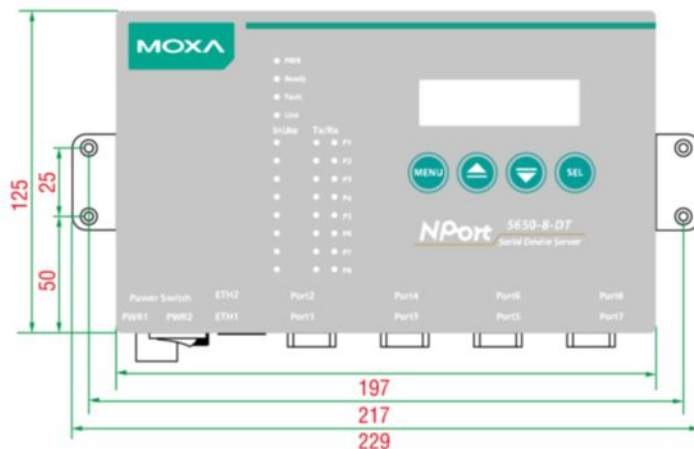 MOXA
PWR
Ready
Fault
Link
InUse Tx/Rx
P1
P2
P3
P4
P5
P6
P7
P8
MENU SEL
NPort 5650-8-DT
Serial Device Server
Power Switch ETH2 Port2 Port4 Port6 Port8
PWR1 PWR2 ETH1 Port1 Port3 Port5 Port7
125
25
50
197
217
229